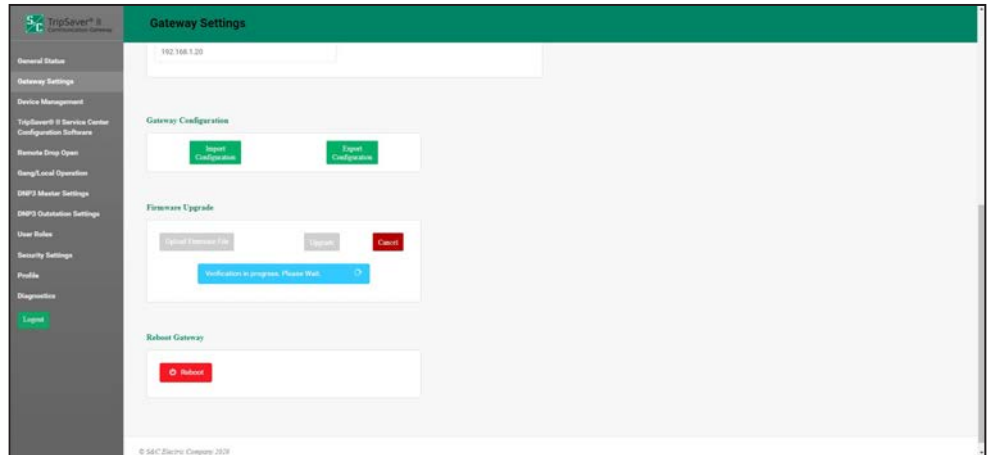 S&C
TripSaver® II
Communication Gateway
Gateway Settings
General Status
Gateway Settings
Device Management
TripSaver® II Service Center
Configuration Software
Remote Drop Open
Gang/Local Operation
DNP3 Master Settings
DNP3 Outstation Settings
User Roles
Security Settings
Profile
Diagnostics
Logout
192.168.1.20
Gateway Configuration
Import
Configuration
Export
Configuration
Firmware Upgrade
Upload Firmware File
Upgrade
Cancel
Verification in progress. Please Wait.
Reboot Gateway
Reboot
© S&C Electric Company 2020